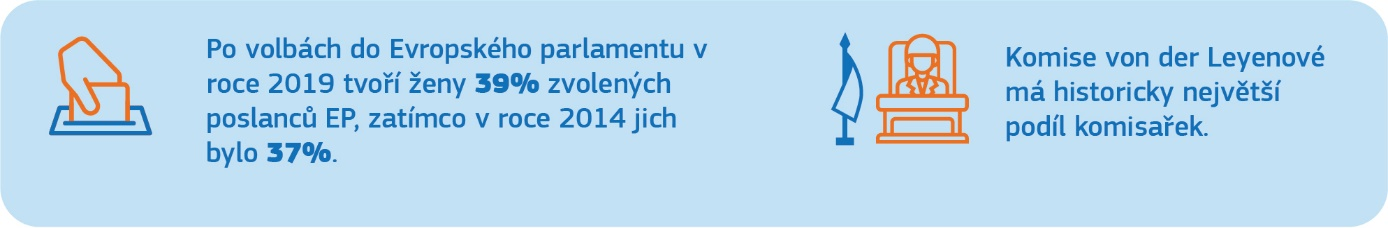 Po volbách do Evropského parlamentu v
roce 2019 tvoří ženy 39% zvolených
poslanců EP, zatímco v roce 2014 jich
bylo 37%.
Komise von der Leyenové
má historicky největší
podíl komisařek.